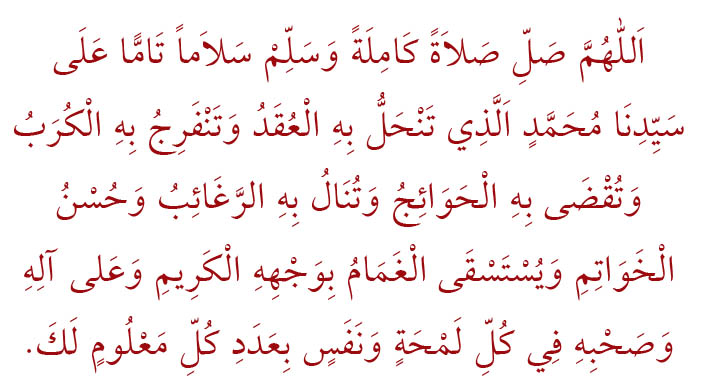 اَللّٰهُمَّ صَلِّ صَلاَةً كَامِلَةً وَسَلِّمْ سَلاَماً تَامًّا عَلَى
سَيِّدِنَا مُحَمَّدٍ اَلَّذِي تَنْحَلُّ بِهِ الْعُقَدُ وَتَنْفَرِجُ بِهِ الْكُرَبُ
وَتُقْضَى بِهِ الْحَوَائِجُ وَتُنَالُ بِهِ الرَّغَائِبُ وَحُسْنُ
الْخَوَاتِمِ وَيُسْتَسْقَى الْغَمَامُ بِوَجْهِهِ الْكَرِيمِ وَعَلى آلِهِ
وَصَحْبِهِ فِي كُلِّ لَمْحَةٍ وَنَفَسٍ بِعَدَدِ كُلِّ مَعْلُومٍ لَكَ.